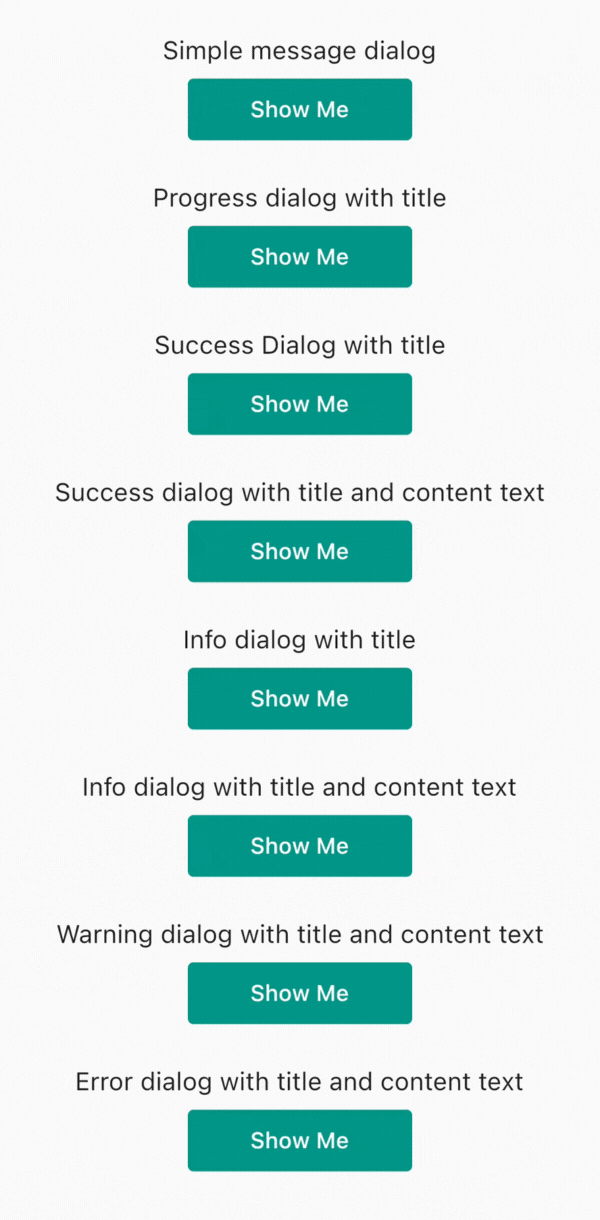 Simple message dialog
Show Me
Progress dialog with title
Show Me
Success Dialog with title
Show Me
Success dialog with title and content text
Show Me
Info dialog with title
Show Me
Info dialog with title and content text
Show Me
Warning dialog with title and content text
Show Me
Error dialog with title and content text
Show Me